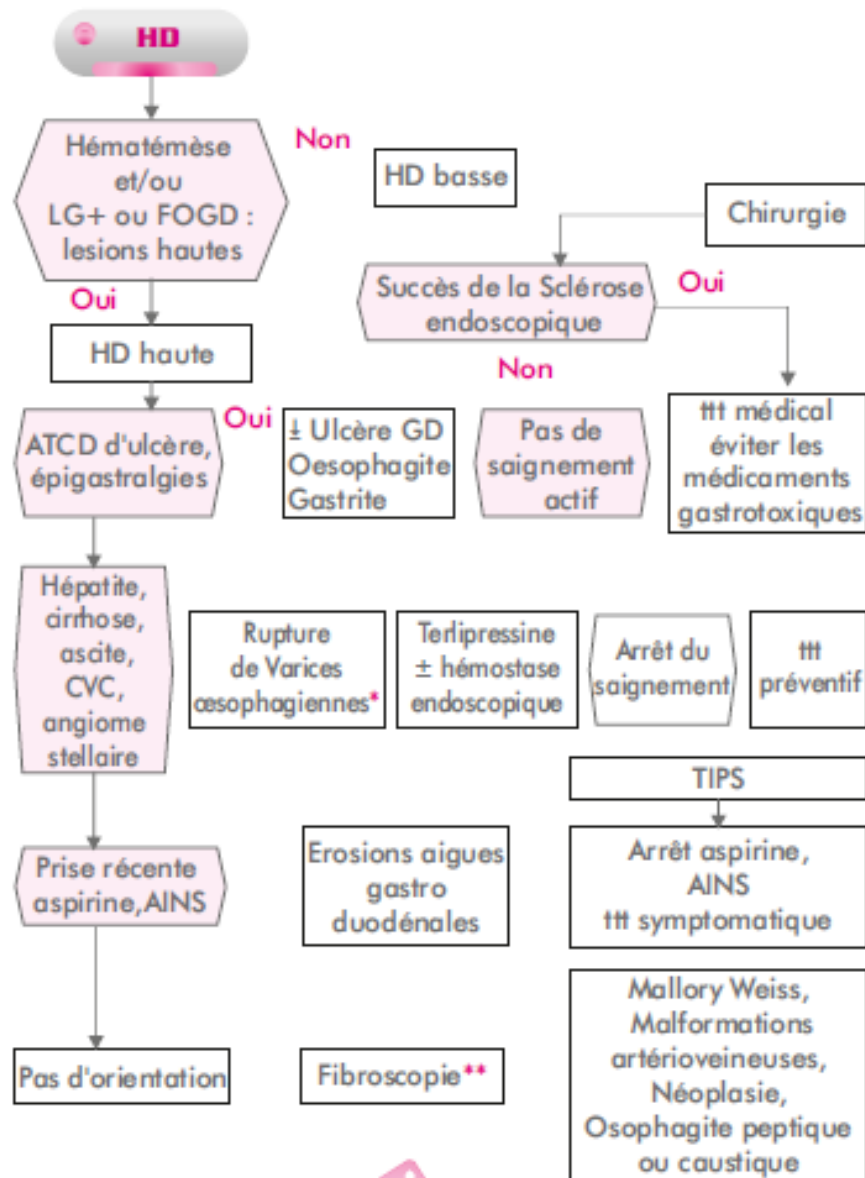 HD
Hématémèse
et/ou
LG+ ou FOGD :
lesions hautes
Non
HD basse
Chirurgie
Oui
Succès de la Sclérose
endoscopique
Oui
Non
HD haute
ATCD d'ulcère,
épigastralgies
Oui
± Ulcère GD
Oesophagite
Gastrite
Pas de
saignement
actif
ttt médical
éviter les
médicaments
gastrotoxiques
Hépatite,
cirrhose,
ascite,
CVC,
angiome
stellaire
Rupture
de Varices
œsophagiennes*
Terlipressine
± hémostase
endoscopique
Arrêt du
saignement
ttt
préventif
TIPS
Prise récente
aspirine,AINS
Erosions aigues
gastro
duodénales
Arrêt aspirine,
AINS
ttt symptomatique
Pas d'orientation
Fibroscopie**
Mallory Weiss,
Malformations
artérioveineuses,
Néoplasie,
Osophagite peptique
ou caustique